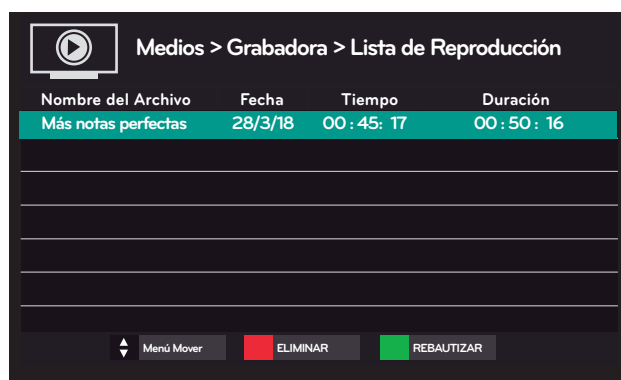 Medios > Grabadora > Lista de Reproducción
Nombre del Archivo Fecha Tiempo Duración
Más notas perfectas 28/3/18 00 : 45: 17 00 : 50 : 16
Menú Mover ELIMINAR REBAUTIZAR